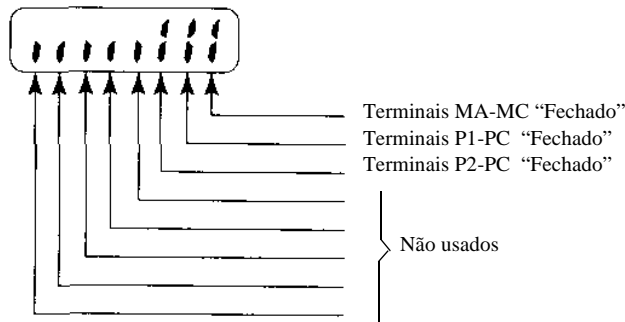 Terminais MA-MC “Fechado”
Terminais P1-PC “Fechado”
Terminais P2-PC “Fechado”
Não usados